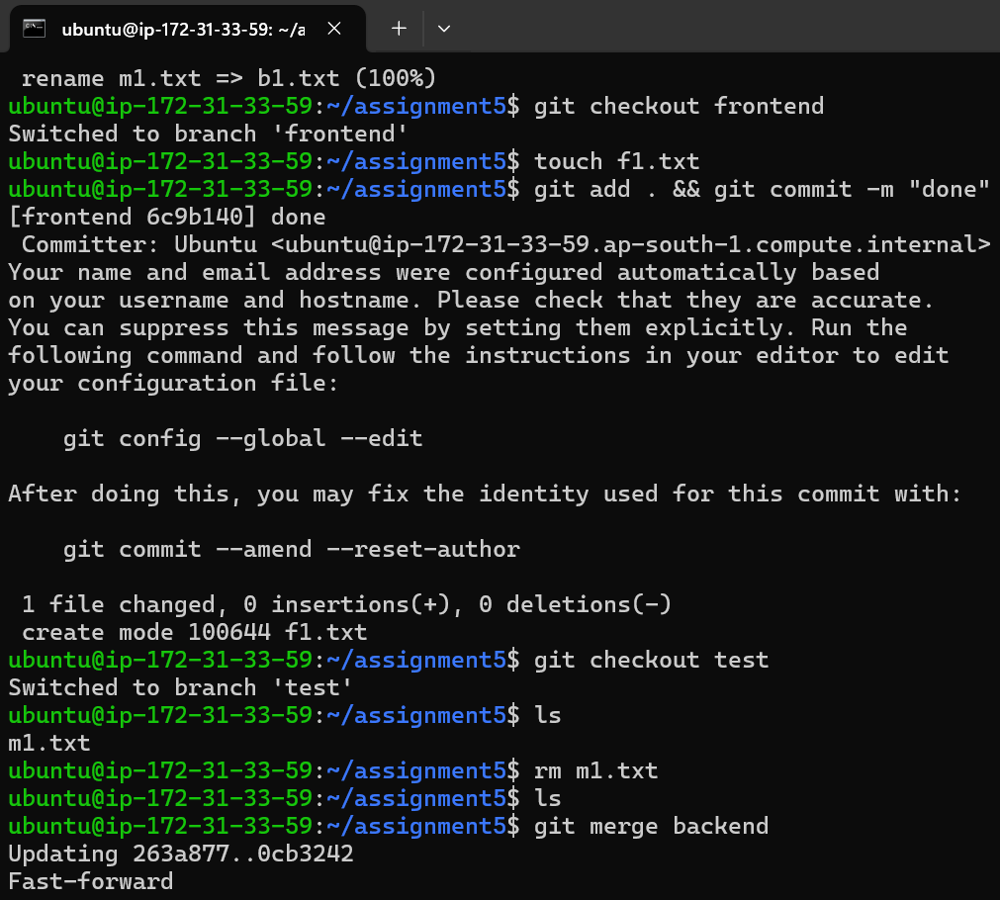 ubuntu@ip-172-31-33-59: ~/a
 rename m1.txt => b1.txt (100%)
ubuntu@ip-172-31-33-59:~/assignment5$ git checkout frontend
Switched to branch 'frontend'
ubuntu@ip-172-31-33-59:~/assignment5$ touch f1.txt
ubuntu@ip-172-31-33-59:~/assignment5$ git add . && git commit -m "done"
[frontend 6c9b140] done
 Committer: Ubuntu <ubuntu@ip-172-31-33-59.ap-south-1.compute.internal>
Your name and email address were configured automatically based
on your username and hostname. Please check that they are accurate.
You can suppress this message by setting them explicitly. Run the
following command and follow the instructions in your editor to edit
your configuration file:

    git config --global --edit

After doing this, you may fix the identity used for this commit with:

    git commit --amend --reset-author

 1 file changed, 0 insertions(+), 0 deletions(-)
 create mode 100644 f1.txt
ubuntu@ip-172-31-33-59:~/assignment5$ git checkout test
Switched to branch 'test'
ubuntu@ip-172-31-33-59:~/assignment5$ ls
m1.txt
ubuntu@ip-172-31-33-59:~/assignment5$ rm m1.txt
ubuntu@ip-172-31-33-59:~/assignment5$ ls
ubuntu@ip-172-31-33-59:~/assignment5$ git merge backend
Updating 263a877..0cb3242
Fast-forward